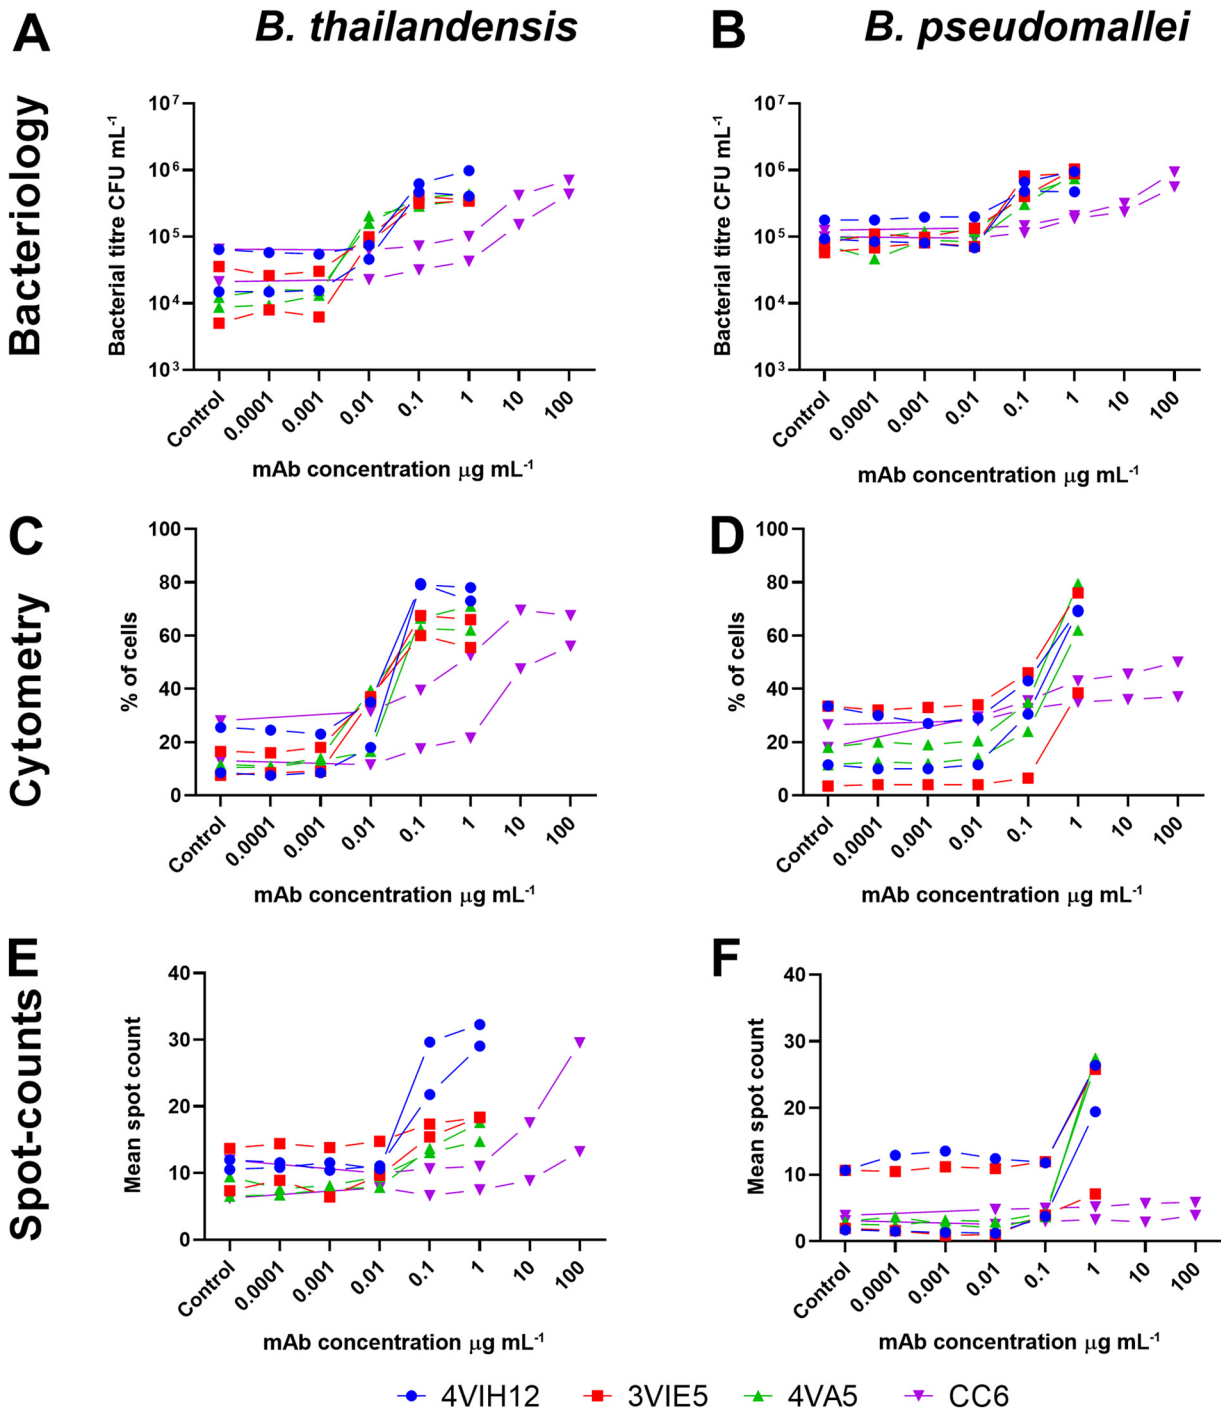 A
B. thailandensis
B
B. pseudomallei
Bacteriology
Bacterial titre CFU mL-1
10^7
10^6
10^5
10^4
10^3
Control
0.0001
0.001
0.01
0.1
1
10
100
mAb concentration μg mL-1
Bacterial titre CFU mL-1
10^7
10^6
10^5
10^4
10^3
Control
0.0001
0.001
0.01
0.1
1
10
100
mAb concentration μg mL-1
Cytometry
C
% of cells
100
80
60
40
20
0
Control
0.0001
0.001
0.01
0.1
1
10
100
mAb concentration μg mL-1
D
% of cells
100
80
60
40
20
0
Control
0.0001
0.001
0.01
0.1
1
10
100
mAb concentration μg mL-1
Spot-counts
E
Mean spot count
40
30
20
10
0
Control
0.0001
0.001
0.01
0.1
1
10
100
mAb concentration μg mL-1
F
Mean spot count
40
30
20
10
0
Control
0.0001
0.001
0.01
0.1
1
10
100
mAb concentration μg mL-1
4VIH12
3VIE5
4VA5
CC6